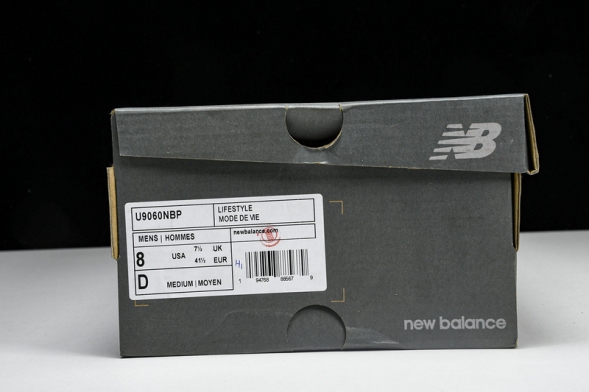 NB
U9060NBP
LIFESTYLE
MODE DE VIE
MENS | HOMMES
newbalance.com
8 USA 7½ UK
41½ EUR
D MEDIUM | MOYEN
new balance